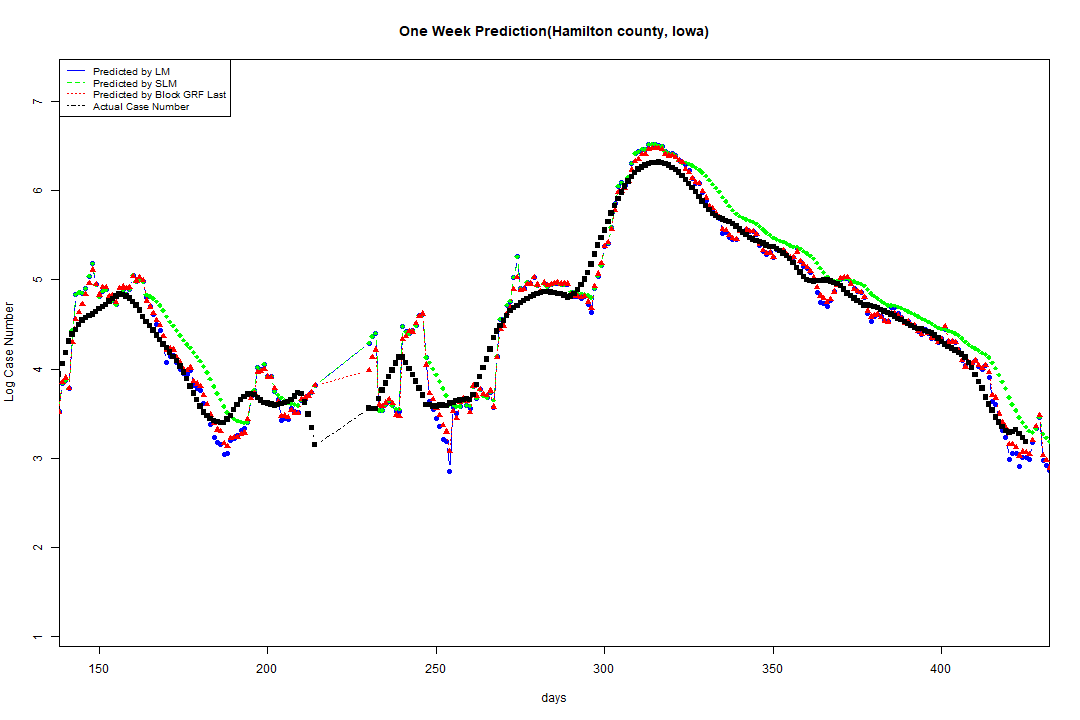 One Week Prediction(Hamilton county, Iowa)
Predicted by LM
Predicted by SLM
Predicted by Block GRF Last
Actual Case Number
7
6
5
4
3
2
1
Log Case Number
150 200 250 300 350 400
days